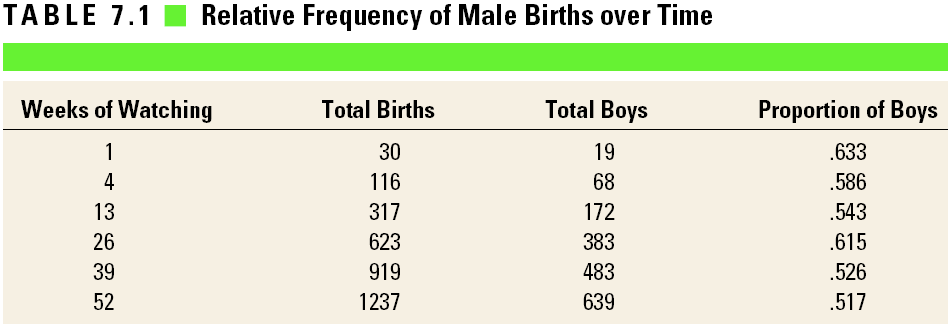 TABLE 7.1 Relative Frequency of Male Births over Time
Weeks of Watching Total Births Total Boys Proportion of Boys
1 30 19 .633
4 116 68 .586
13 317 172 .543
26 623 383 .615
39 919 483 .526
52 1237 639 .517